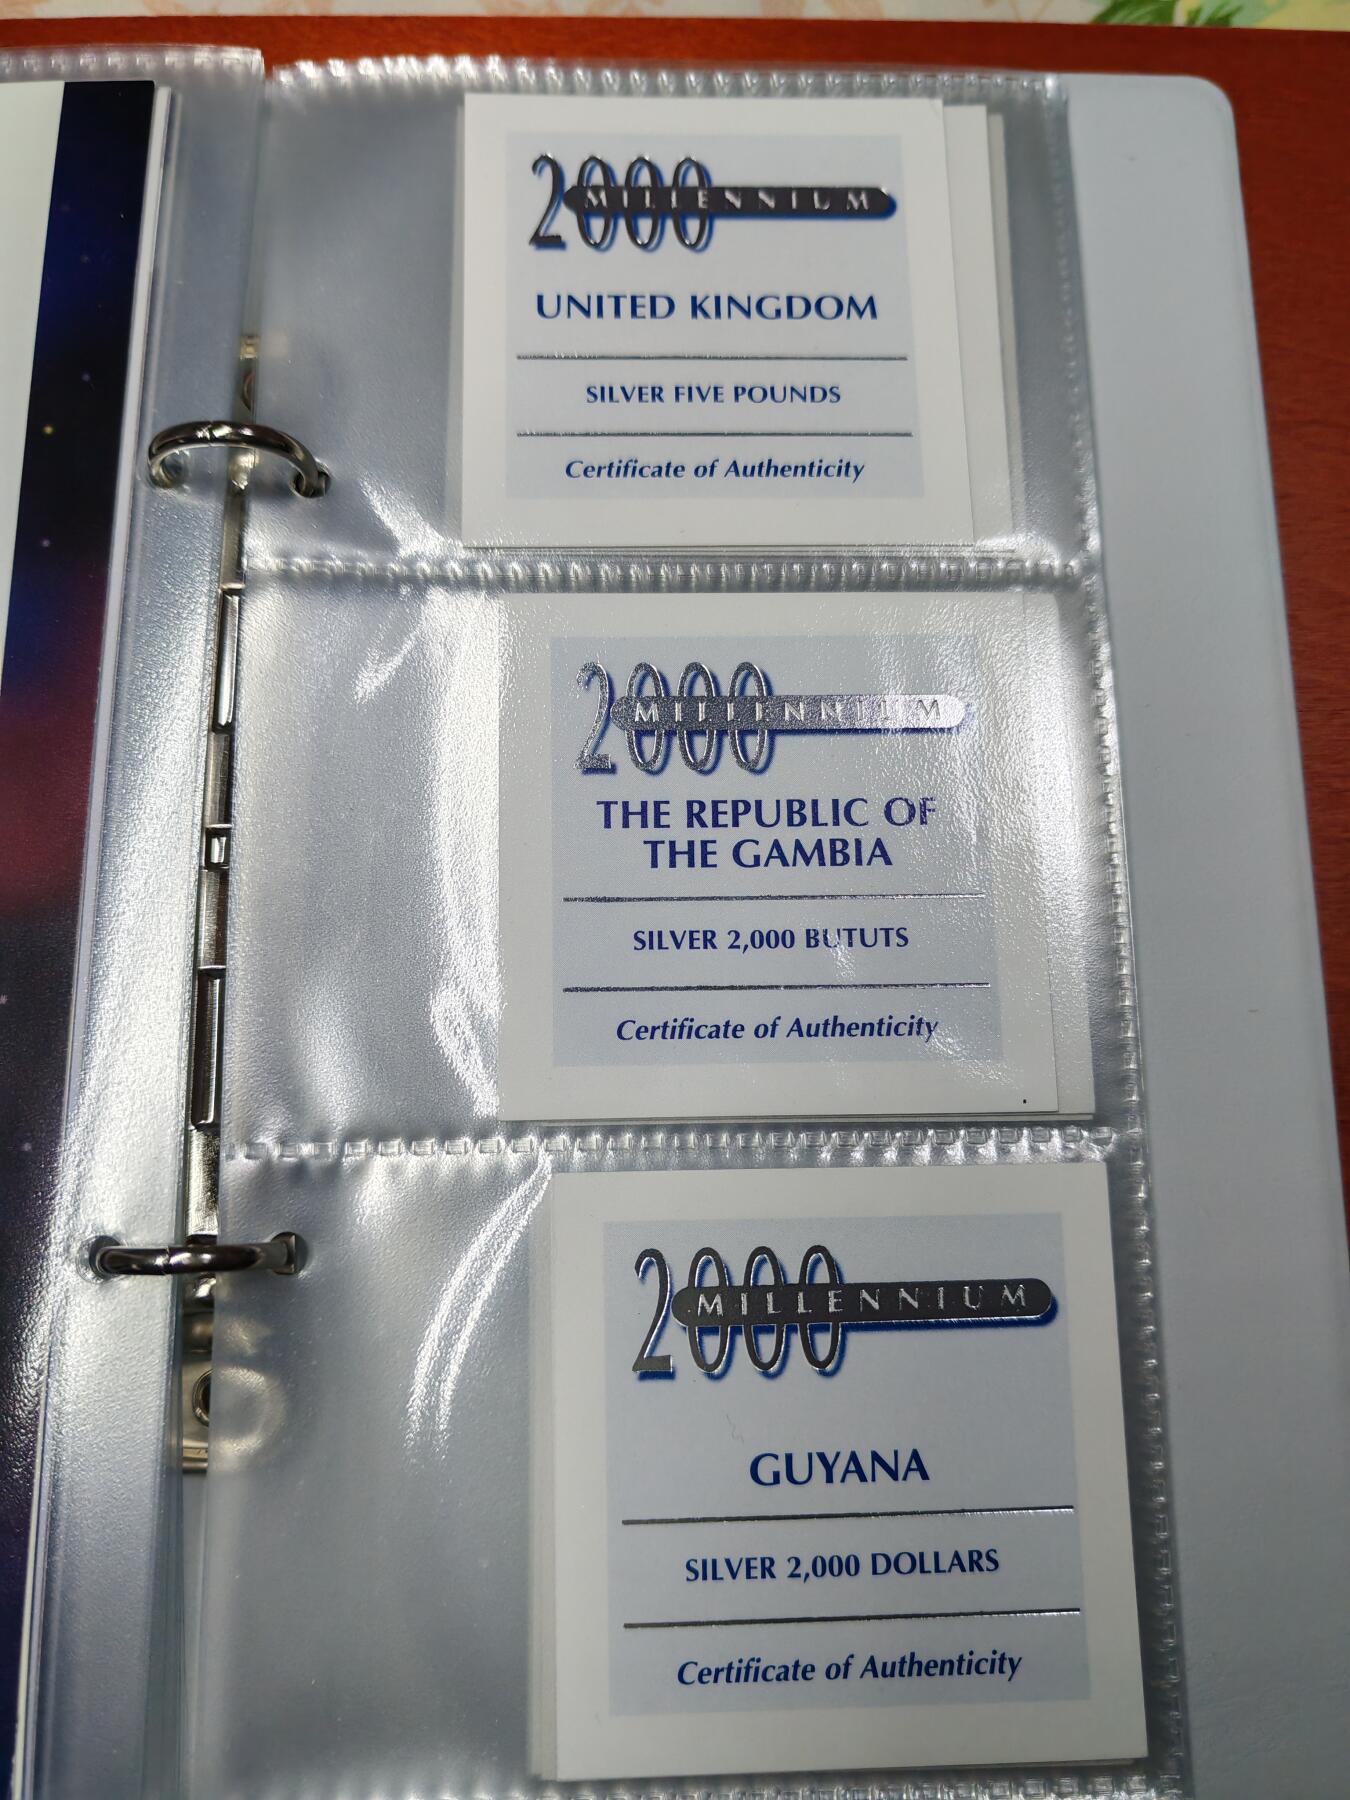 2000
MILLENNIUM
UNITED KINGDOM
SILVER FIVE POUNDS
Certificate of Authenticity
2000
MILLENNIUM
THE REPUBLIC OF
THE GAMBIA
SILVER 2,000 BUTUTS
Certificate of Authenticity
2000
MILLENNIUM
GUYANA
SILVER 2,000 DOLLARS
Certificate of Authenticity